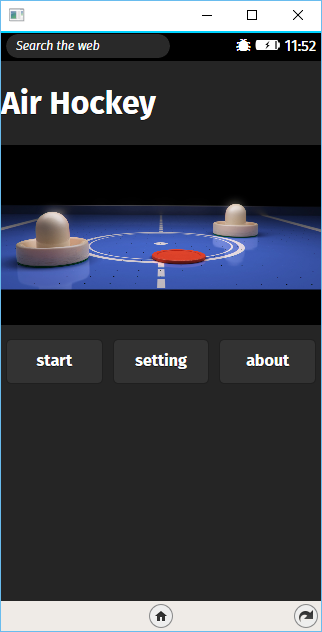 Search the web
11:52
Air Hockey
start
setting
about